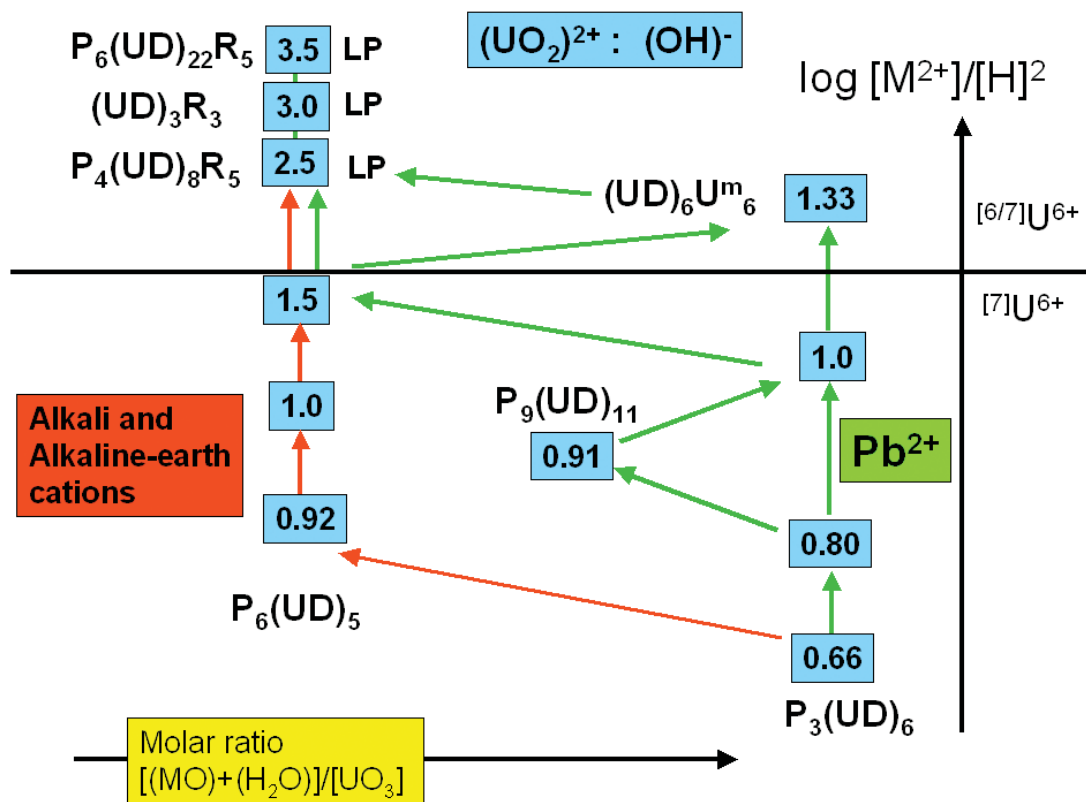 P₆(UD)₂₂R₅ 3.5 LP
(UO₂)²⁺ : (OH)⁻
(UD)₃R₃ 3.0 LP
log [M²⁺]/[H]²
P₄(UD)₈R₅ 2.5 LP
(UD)₆Uᵐ₆ 1.33
[6/7]U⁶⁺
1.5
[7]U⁶⁺
1.0
Alkali and
Alkaline-earth
cations
1.0
P₉(UD)₁₁
0.91
Pb²⁺
0.92
0.80
P₆(UD)₅
0.66
P₃(UD)₆
Molar ratio
[(MO)+(H₂O)]/[UO₃]